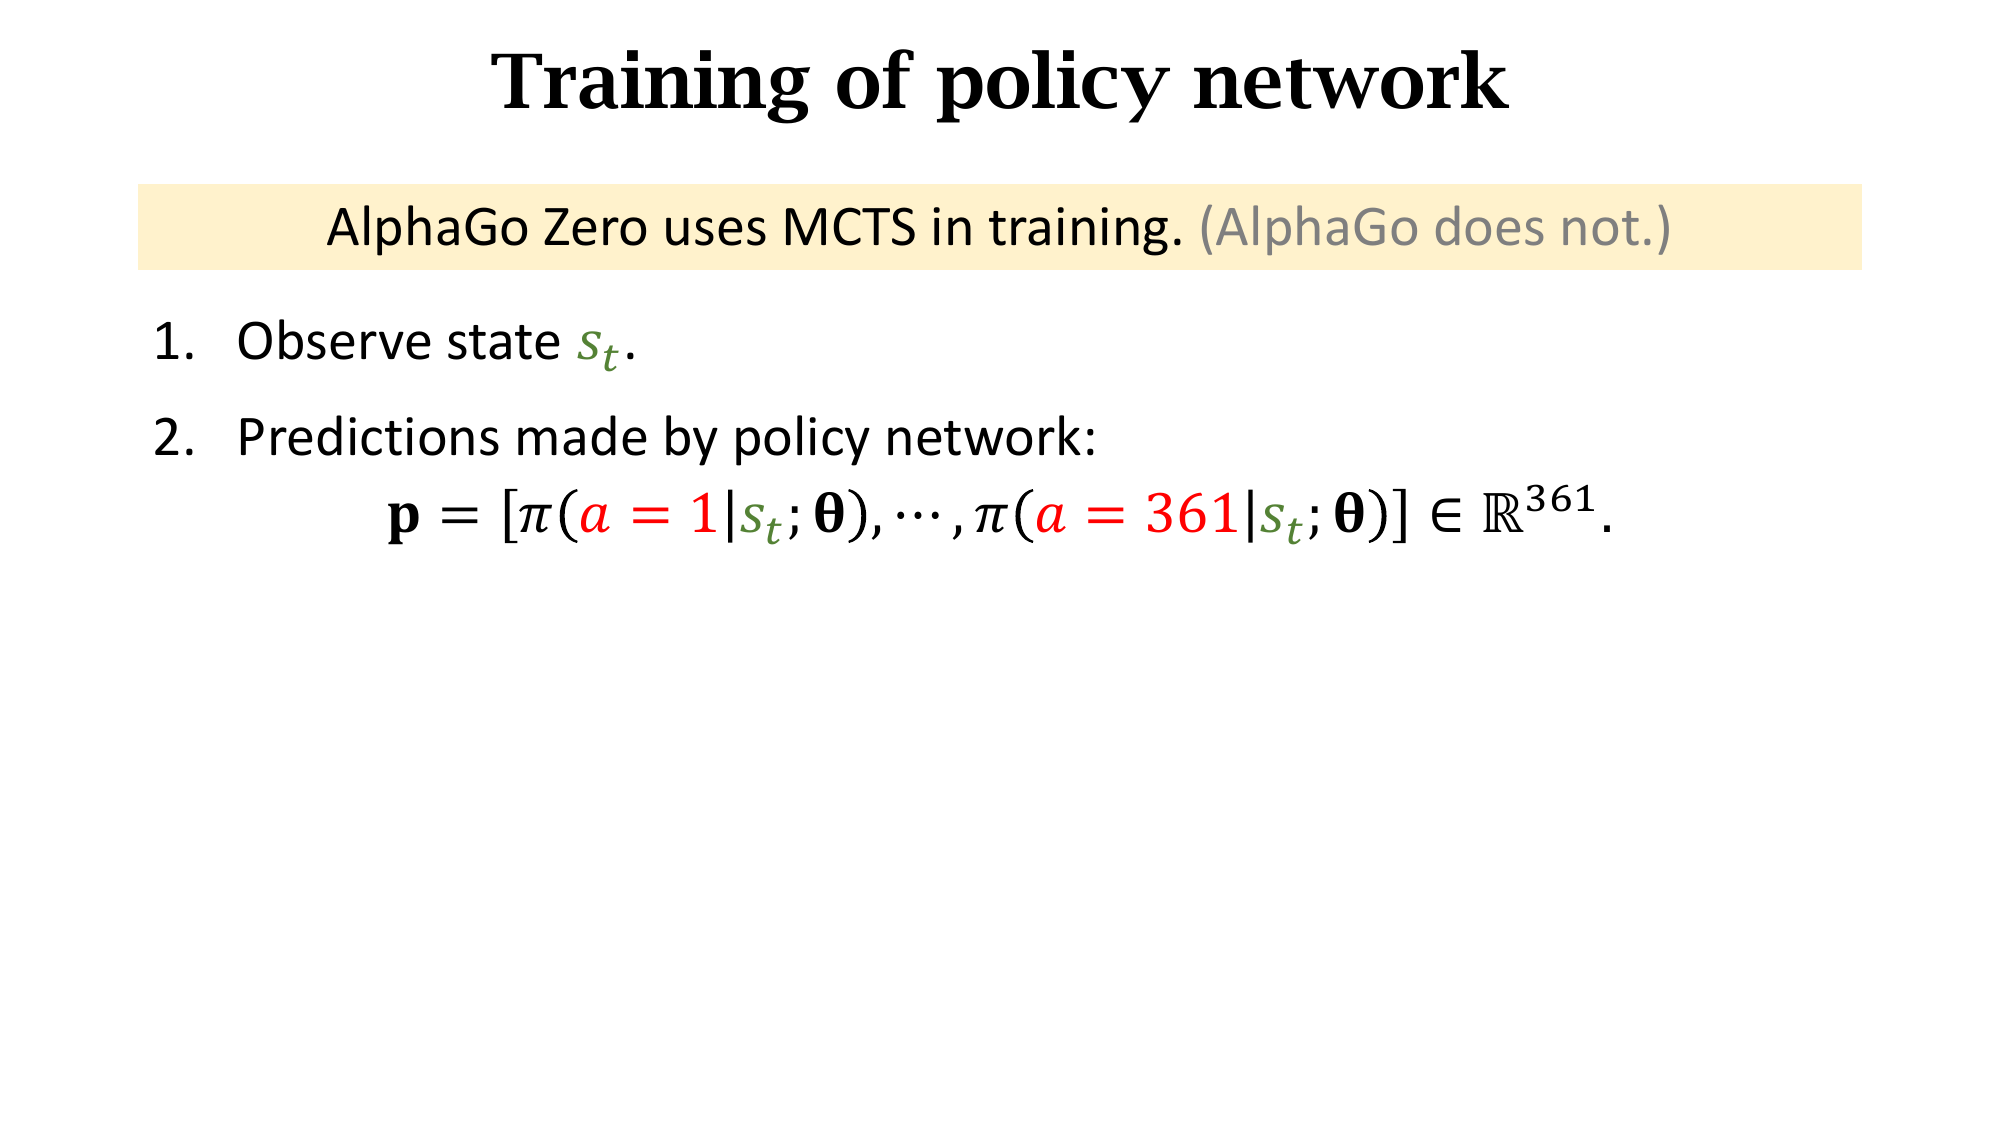 Training of policy network
AlphaGo Zero uses MCTS in training. (AlphaGo does not.)
1. Observe state $s_t$.
2. Predictions made by policy network:
$\mathbf{p} = [\pi(a = 1|s_t; \boldsymbol{\theta}), \cdots, \pi(a = 361|s_t; \boldsymbol{\theta})] \in \mathbb{R}^{361}.$